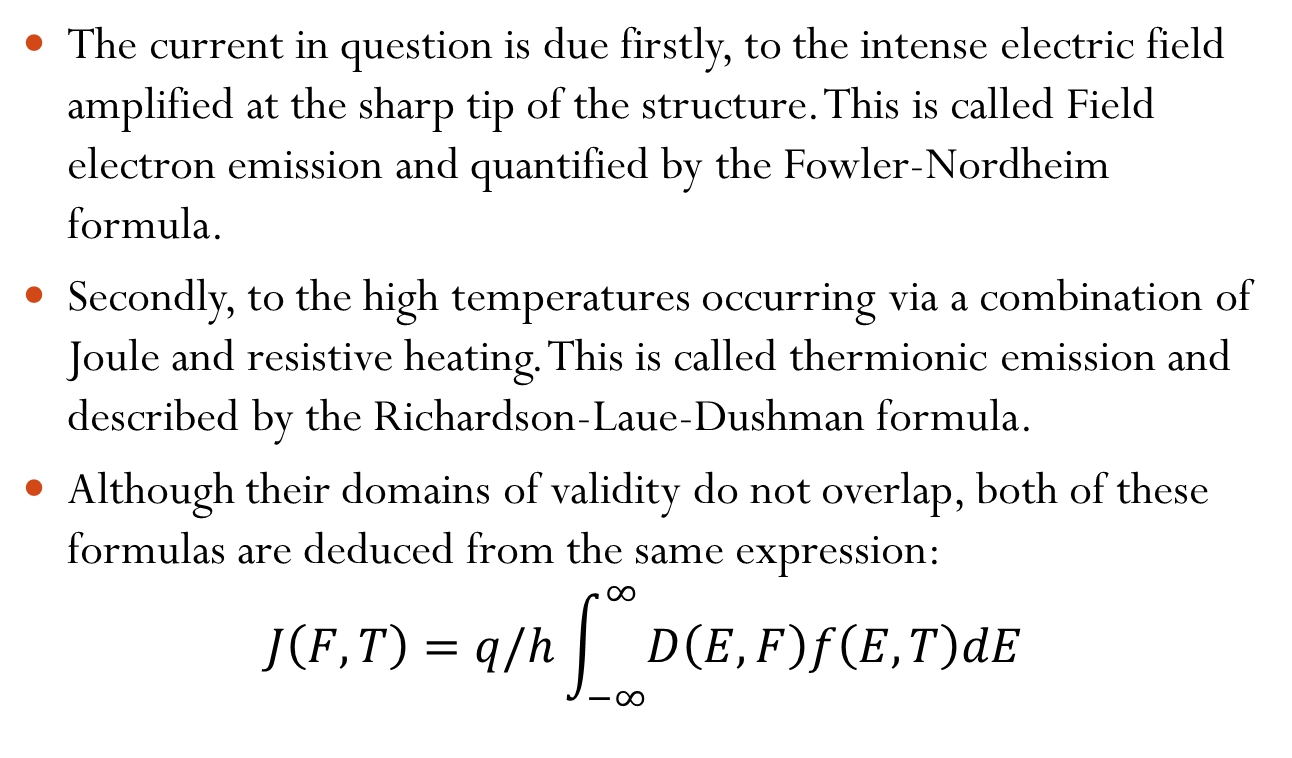 • The current in question is due firstly, to the intense electric field
amplified at the sharp tip of the structure. This is called Field
electron emission and quantified by the Fowler-Nordheim
formula.
• Secondly, to the high temperatures occurring via a combination of
Joule and resistive heating. This is called thermionic emission and
described by the Richardson-Laue-Dushman formula.
• Although their domains of validity do not overlap, both of these
formulas are deduced from the same expression:
J(F,T) = q/h ∫_{-∞}^{∞} D(E,F)f(E,T)dE